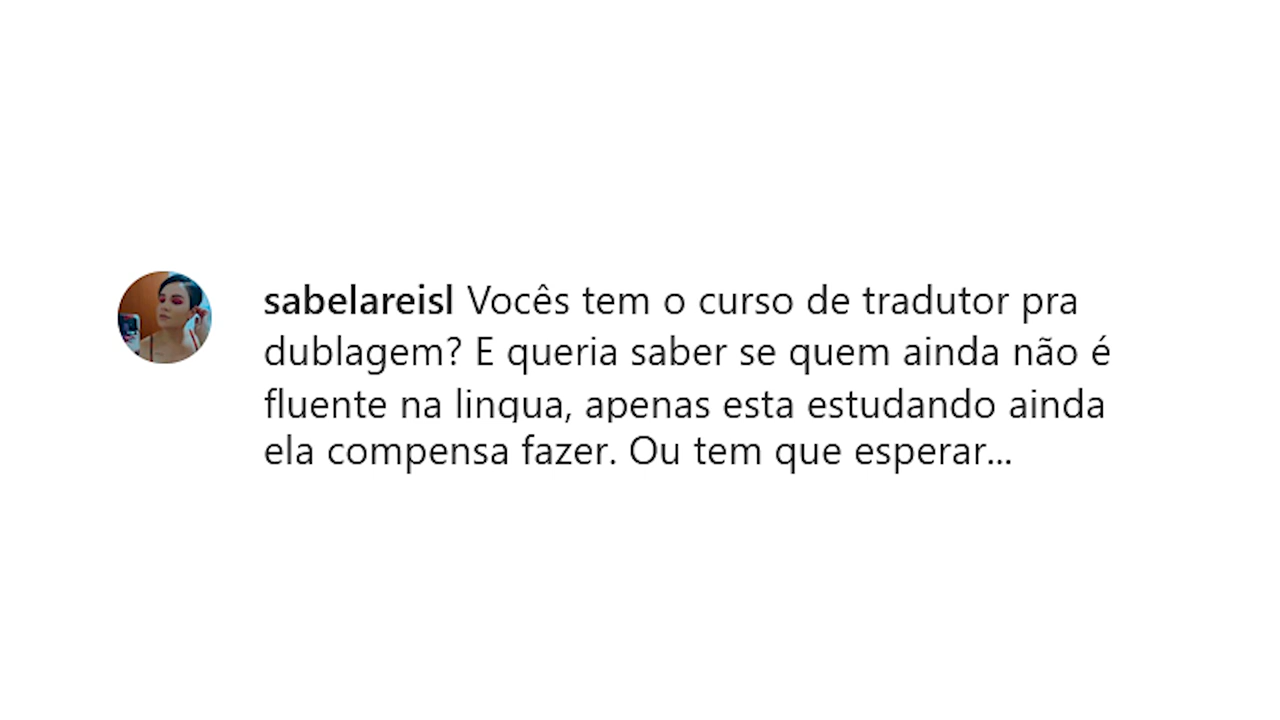 sabelareisl Vocês tem o curso de tradutor pra
dublagem? E queria saber se quem ainda não é
fluente na lingua, apenas esta estudando ainda
ela compensa fazer. Ou tem que esperar...